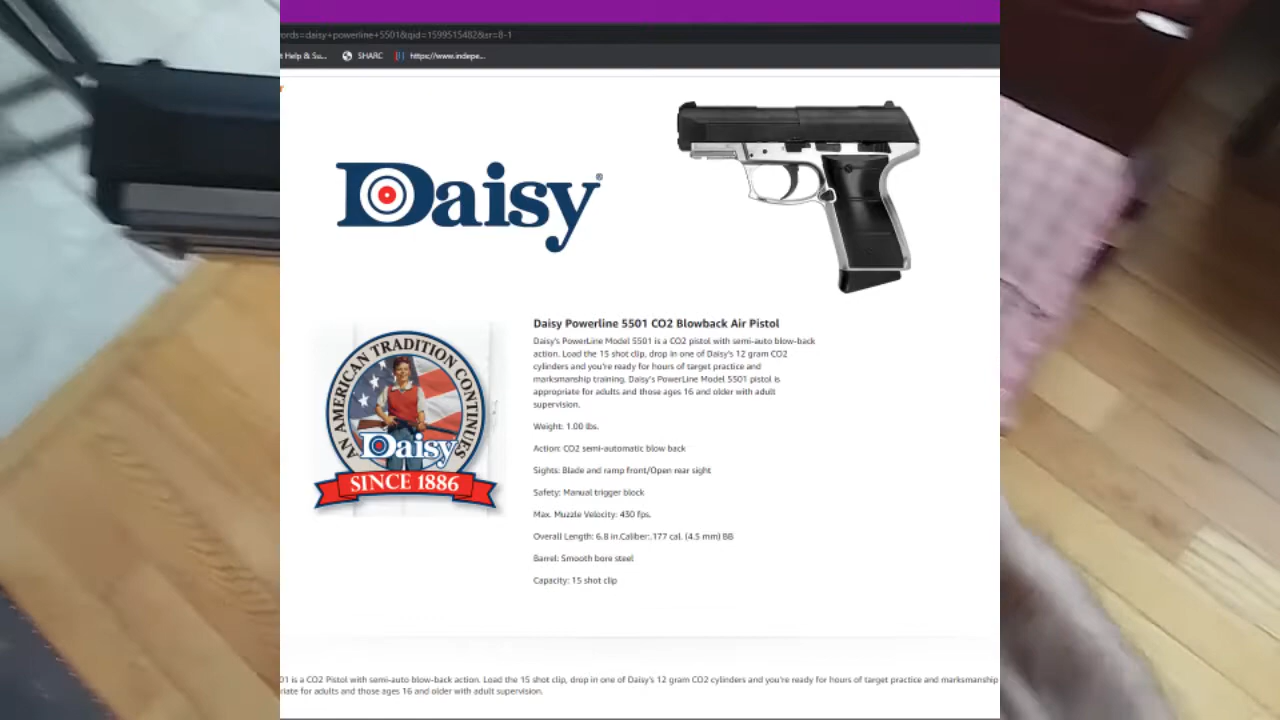 ords=daisy+powerline+5501&qid=1599515482&sr=8-1
t Help & Su... SHARC https://www.indepe...
Daisy®
AN AMERICAN TRADITION CONTINUES
Daisy
SINCE 1886
Daisy Powerline 5501 CO2 Blowback Air Pistol
Daisy's PowerLine Model 5501 is a CO2 pistol with semi-auto blow-back
action. Load the 15 shot clip, drop in one of Daisy's 12 gram CO2
cylinders and you're ready for hours of target practice and
marksmanship training. Daisy's PowerLine Model 5501 pistol is
appropriate for adults and those ages 16 and older with adult
supervision.
Weight: 1.00 lbs.
Action: CO2 semi-automatic blow back
Sights: Blade and ramp front/Open rear sight
Safety: Manual trigger block
Max. Muzzle Velocity: 430 fps.
Overall Length: 6.8 in.Caliber:.177 cal. (4.5 mm) BB
Barrel: Smooth bore steel
Capacity: 15 shot clip
01 is a CO2 Pistol with semi-auto blow-back action. Load the 15 shot clip, drop in one of Daisy's 12 gram CO2 cylinders and you're ready for hours of target practice and marksmanship
riate for adults and those ages 16 and older with adult supervision.